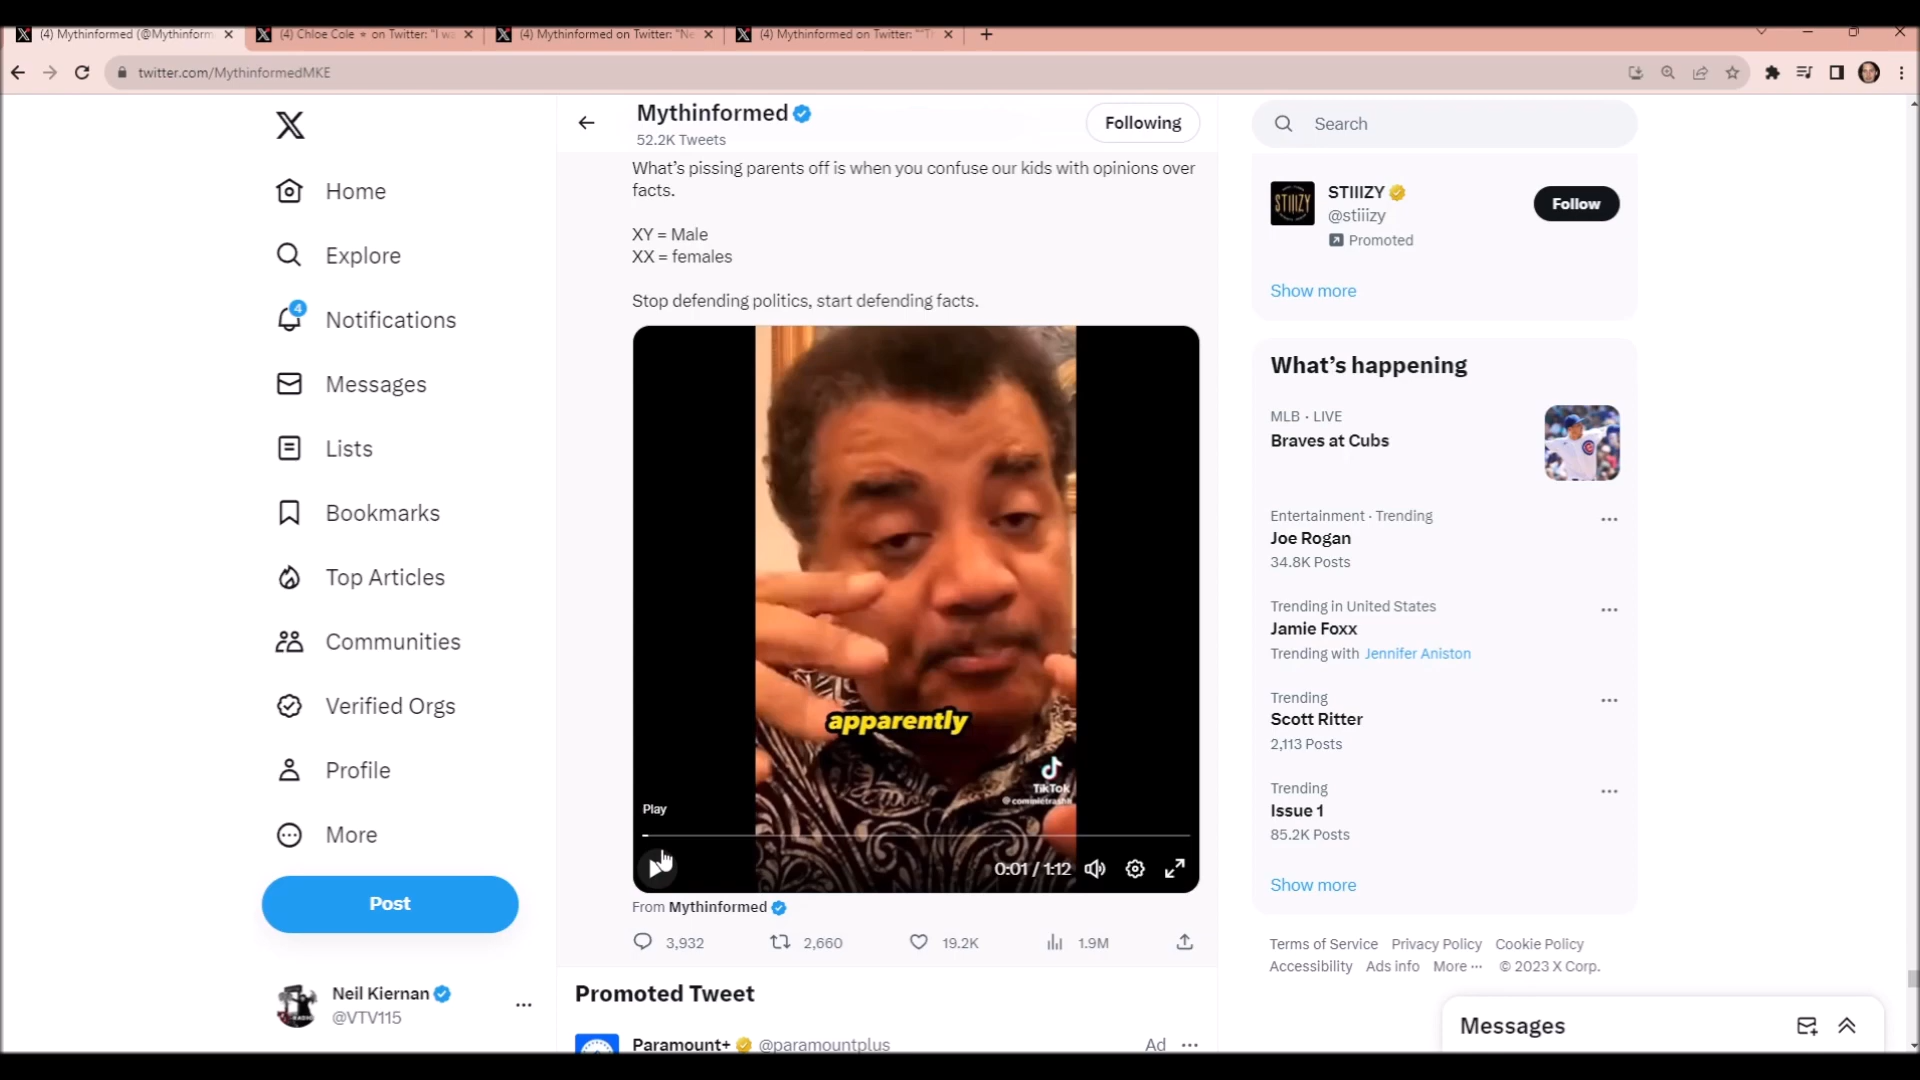 (4) Mythinformed (@Mythinform
(4) Chloe Cole ★ on Twitter: "I wa
(4) Mythinformed on Twitter: "Ne
(4) Mythinformed on Twitter: ""Th
twitter.com/MythinformedMKE
Home
Explore
4
Notifications
Messages
Lists
Bookmarks
Top Articles
Communities
Verified Orgs
Profile
More
Post
Neil Kiernan
@VTV115
Mythinformed
52.2K Tweets
Following
What's pissing parents off is when you confuse our kids with opinions over
facts.
XY = Male
XX = females
Stop defending politics, start defending facts.
apparently
TikTok
Play
0:01 / 1:12
From Mythinformed
3,932
2,660
19.2K
1.9M
Promoted Tweet
Paramount+ @paramountplus
Ad
Search
STIIIZY
STIIIZY
@stiiizy
Promoted
Follow
Show more
What's happening
MLB · LIVE
Braves at Cubs
Entertainment · Trending
Joe Rogan
34.8K Posts
Trending in United States
Jamie Foxx
Trending with Jennifer Aniston
Trending
Scott Ritter
2,113 Posts
Trending
Issue 1
85.2K Posts
Show more
Terms of Service Privacy Policy Cookie Policy
Accessibility Ads info More ··· © 2023 X Corp.
Messages